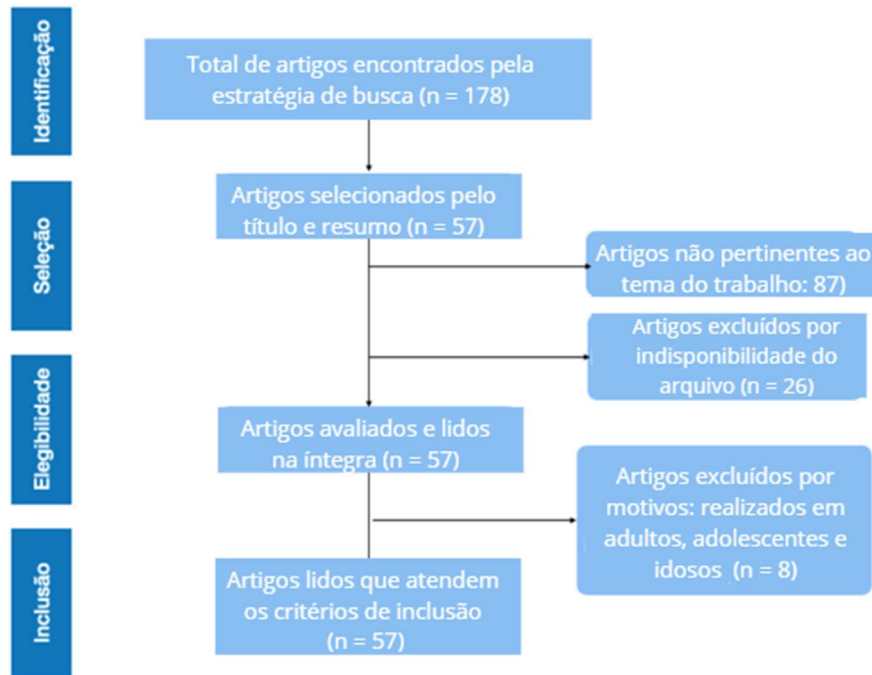 Identificação
Total de artigos encontrados pela
estratégia de busca (n = 178)
Seleção
Artigos selecionados pelo
título e resumo (n = 57)
Artigos não pertinentes ao
tema do trabalho: 87)
Artigos excluídos por
indisponibilidade do
arquivo (n = 26)
Elegibilidade
Artigos avaliados e lidos
na íntegra (n = 57)
Artigos excluídos por
motivos: realizados em
adultos, adolescentes e
idosos (n = 8)
Inclusão
Artigos lidos que atendem
os critérios de inclusão
(n = 57)